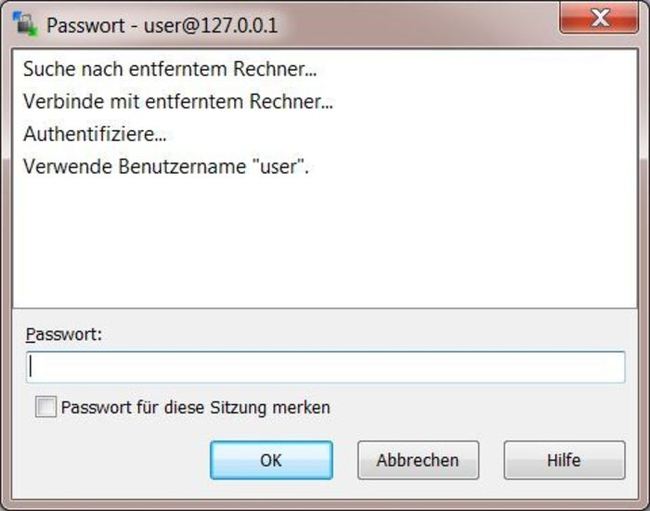 Passwort - user@127.0.0.1
Suche nach entferntem Rechner...
Verbinde mit entferntem Rechner...
Authentifiziere...
Verwende Benutzername "user".
Passwort:
Passwort für diese Sitzung merken
OK
Abbrechen
Hilfe